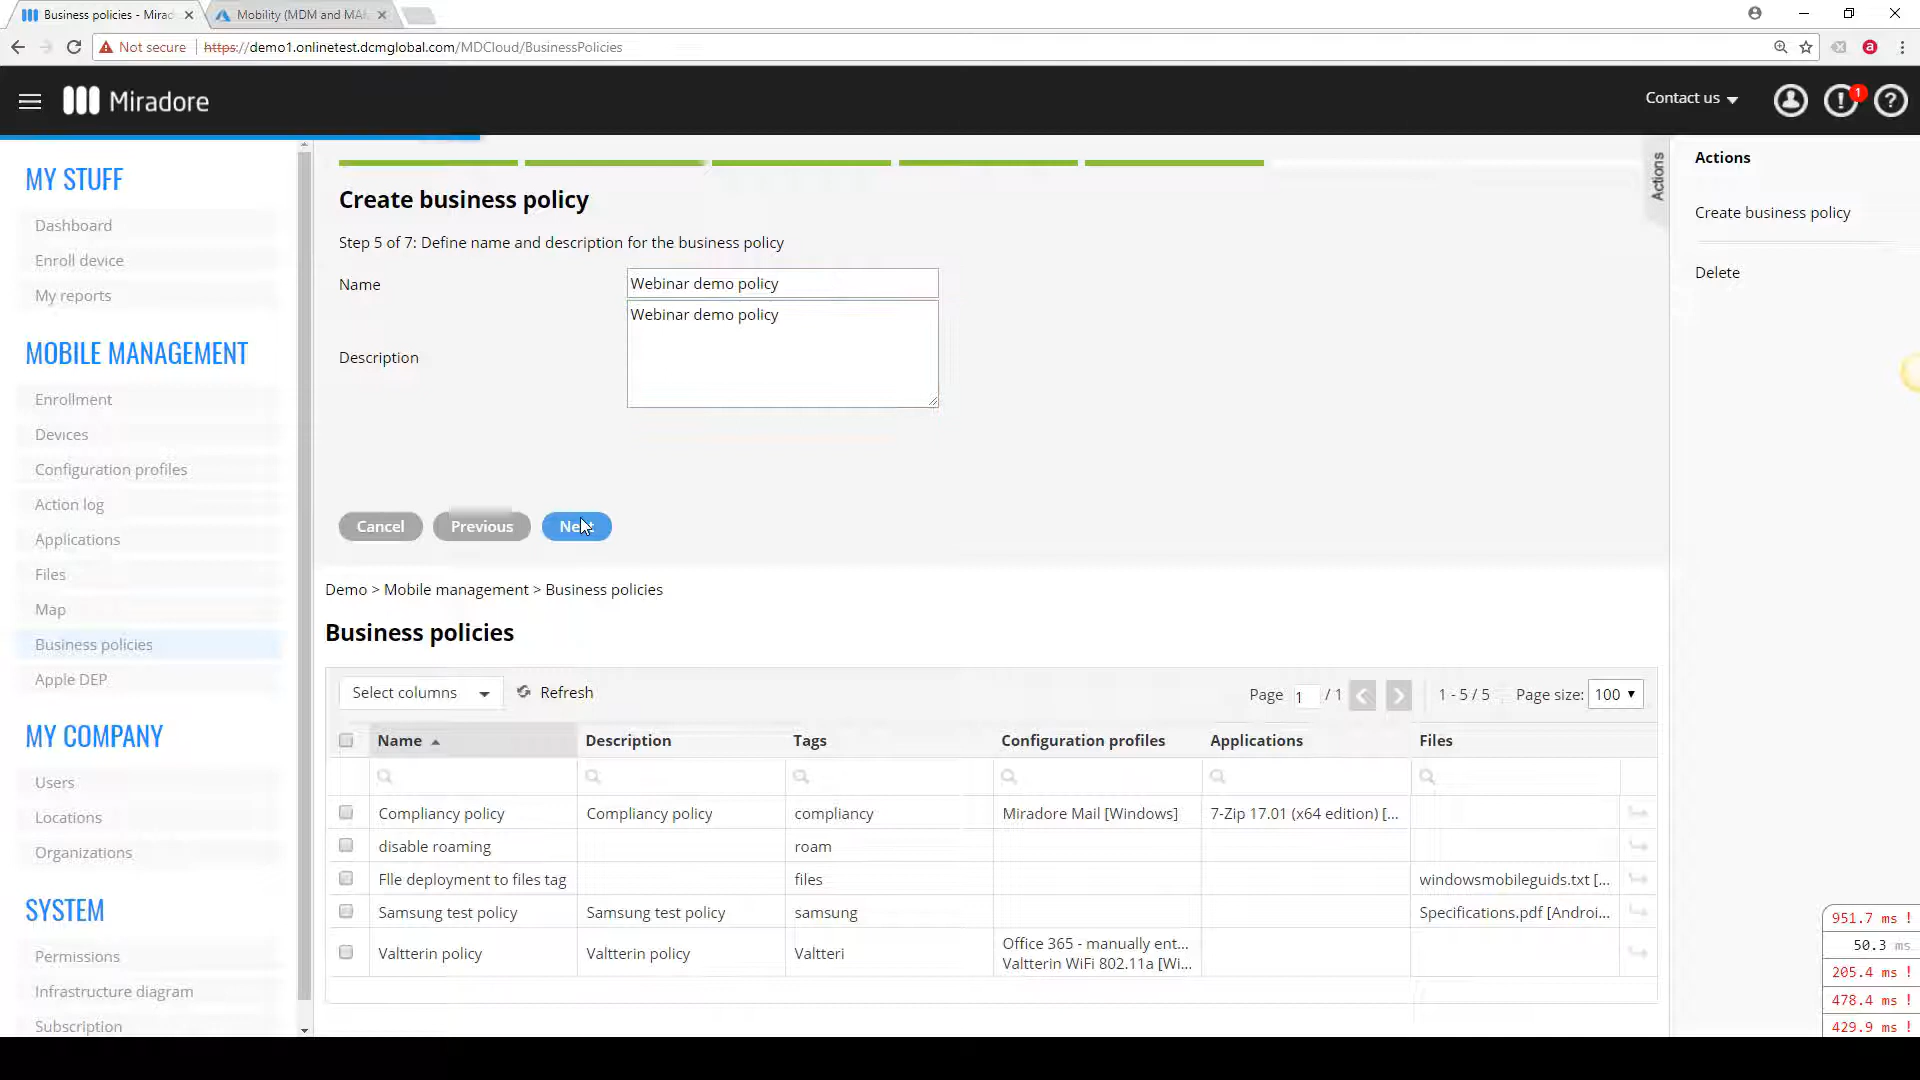 Business policies - Mirad
Mobility (MDM and MAM
Not secure
https://demo1.onlinetest.dcmglobal.com/MDCloud/BusinessPolicies
a
Miradore
Contact us
1
MY STUFF
Dashboard
Enroll device
My reports
MOBILE MANAGEMENT
Enrollment
Devices
Configuration profiles
Action log
Applications
Files
Map
Business policies
Apple DEP
MY COMPANY
Users
Locations
Organizations
SYSTEM
Permissions
Infrastructure diagram
Subscription
Create business policy
Step 5 of 7: Define name and description for the business policy
Name
Webinar demo policy
Description
Webinar demo policy
Cancel
Previous
Next
Demo > Mobile management > Business policies
Business policies
Select columns
Refresh
Page 1 / 1
1 - 5 / 5
Page size: 100
Name Description Tags Configuration profiles Applications Files
Compliancy policy Compliancy policy compliancy Miradore Mail [Windows] 7-Zip 17.01 (x64 edition) [...
disable roaming roam
FIle deployment to files tag files windowsmobileguids.txt [...
Samsung test policy Samsung test policy samsung Specifications.pdf [Androi...
Valtterin policy Valtterin policy Valtteri Office 365 - manually ent...
Valtterin WiFi 802.11a [Wi...
Actions
Actions
Create business policy
Delete
951.7 ms !
50.3 ms
205.4 ms !
478.4 ms !
429.9 ms !